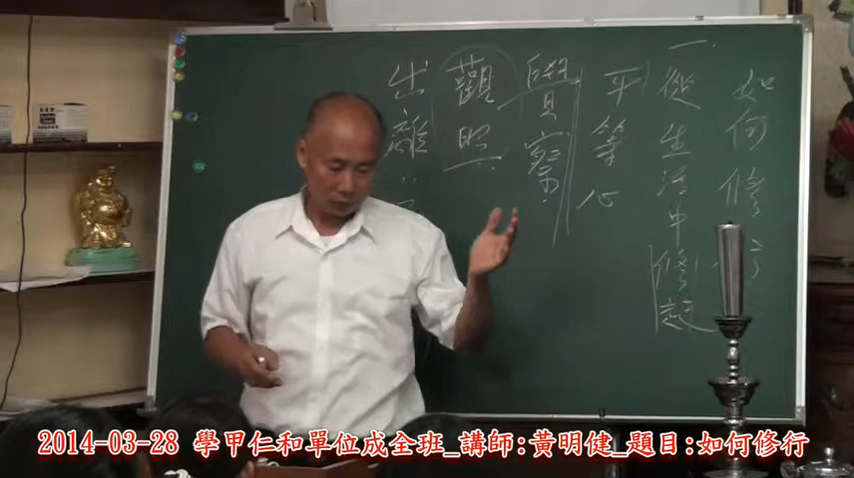 如何修行
一.從生活中修起
平等心
覺察.
觀照
出離
2014-03-28 學甲仁和單位成全班_講師:黃明健_題目:如何修行